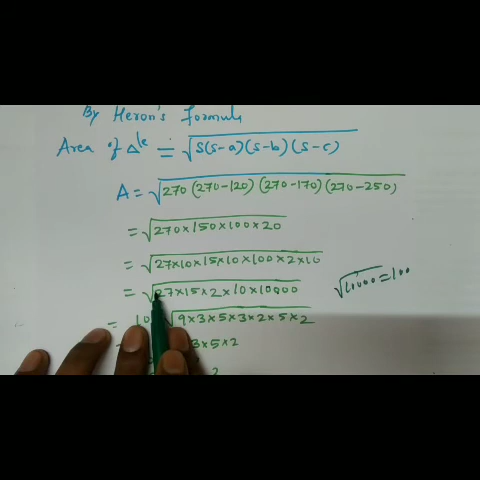 By Heron's Formula
Area of Δle = √S(S-a)(S-b)(S-c)
A = √270(270-120)(270-170)(270-250)
= √270×150×100×20
= √27×10×15×10×100×2×10
= √27×15×2×10×10000
√10000=100
= 10 √9×3×5×3×2×5×2
3×5×2
2